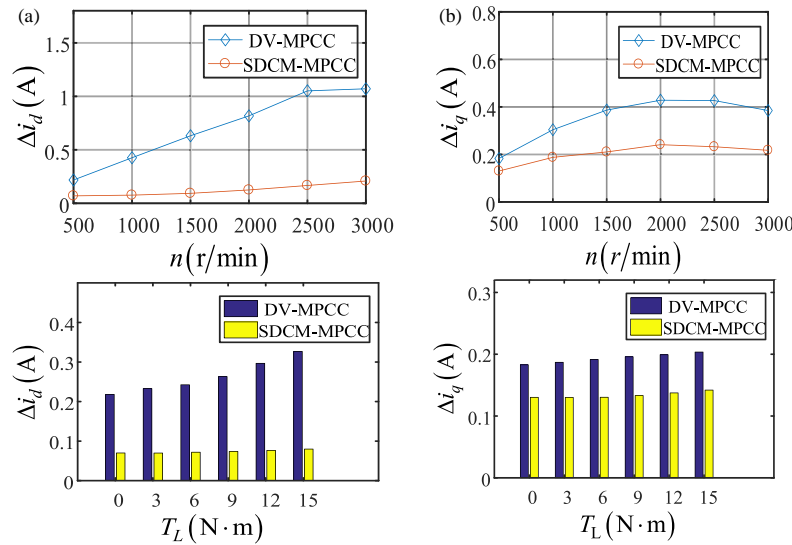 (a)
1.5
1
0.5
0
Δi_d (A)
DV-MPCC
SDCM-MPCC
500 1000 1500 2000 2500 3000
n(r/min)
(b)
0.8
0.6
0.4
0.2
0
Δi_q (A)
DV-MPCC
SDCM-MPCC
500 1000 1500 2000 2500 3000
n(r/min)
0.4
0.3
0.2
0.1
0
Δi_d (A)
DV-MPCC
SDCM-MPCC
0 3 6 9 12 15
T_L (N·m)
0.3
0.2
0.1
0
Δi_q (A)
DV-MPCC
SDCM-MPCC
0 3 6 9 12 15
T_L (N·m)